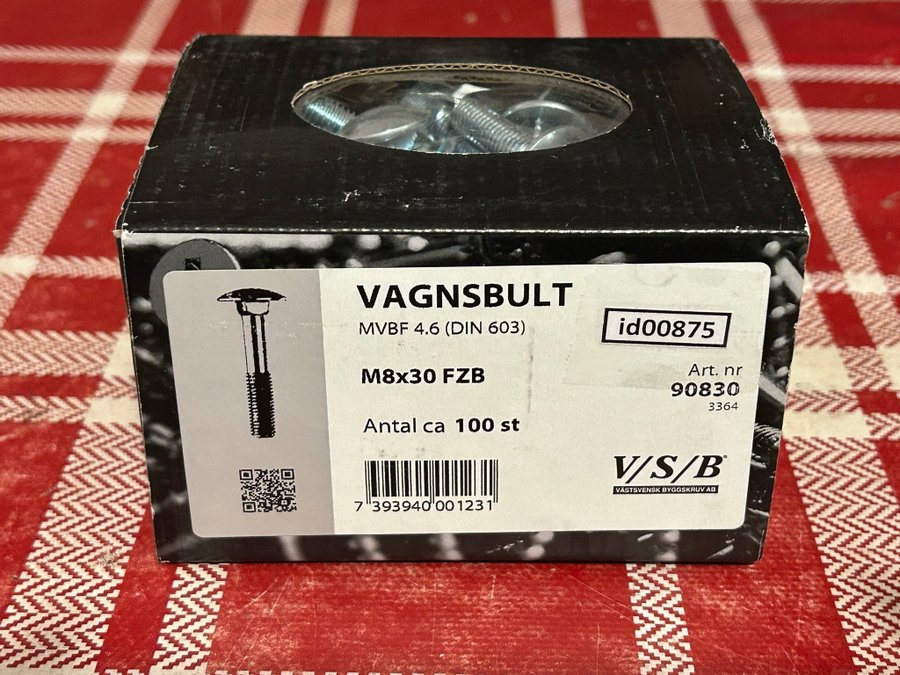 VAGNSBULT
MVBF 4.6 (DIN 603)
id00875
M8x30 FZB
Art. nr
90830
3364
Antal ca 100 st
V/S/B®
VÄSTSVENSK BYGGSKRUV AB
7 393940 001231